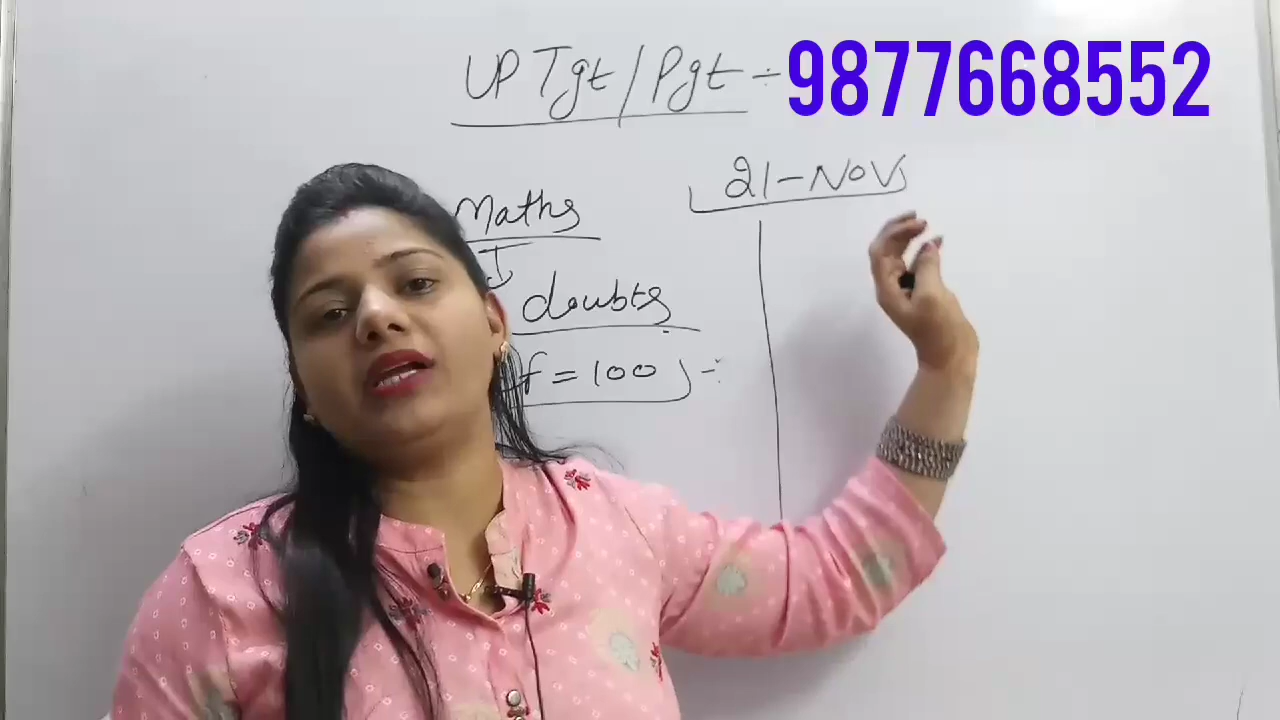 UP Tgt / Pgt ÷ 9877668552
21-Nov
Maths
doubts
f = 100